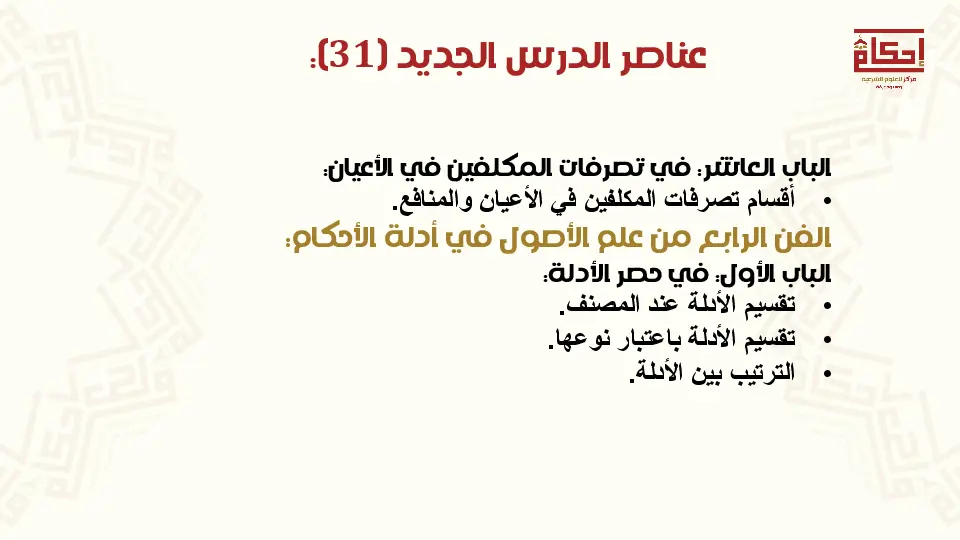 عناصر الدرس الجديد (31):
إحكام
مركز للعلوم الشرعية
الباب العاشر: في تصرفات المكلفين في الأعيان:
• أقسام تصرفات المكلفين في الأعيان والمنافع.
الفن الرابع من علم الأصول في أدلة الأحكام:
الباب الأول: في حصر الأدلة:
• تقسيم الأدلة عند المصنف.
• تقسيم الأدلة باعتبار نوعها.
• الترتيب بين الأدلة.